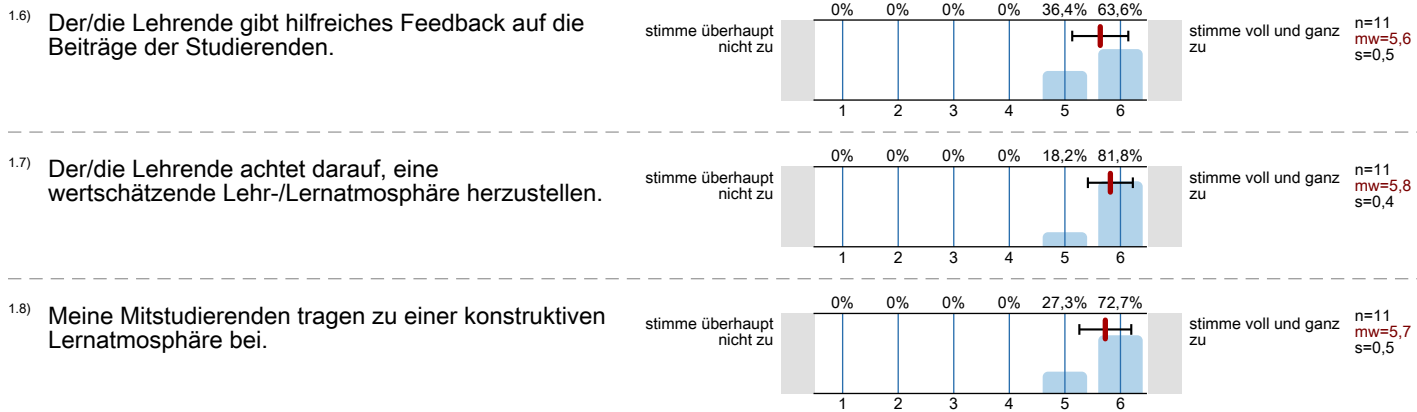 1.6) Der/die Lehrende gibt hilfreiches Feedback auf die
Beiträge der Studierenden.
0% 0% 0% 0% 36,4% 63,6%
stimme überhaupt
nicht zu
stimme voll und ganz
zu
n=11
mw=5,6
s=0,5
1 2 3 4 5 6
1.7) Der/die Lehrende achtet darauf, eine
wertschätzende Lehr-/Lernatmosphäre herzustellen.
0% 0% 0% 0% 18,2% 81,8%
stimme überhaupt
nicht zu
stimme voll und ganz
zu
n=11
mw=5,8
s=0,4
1 2 3 4 5 6
1.8) Meine Mitstudierenden tragen zu einer konstruktiven
Lernatmosphäre bei.
0% 0% 0% 0% 27,3% 72,7%
stimme überhaupt
nicht zu
stimme voll und ganz
zu
n=11
mw=5,7
s=0,5
1 2 3 4 5 6